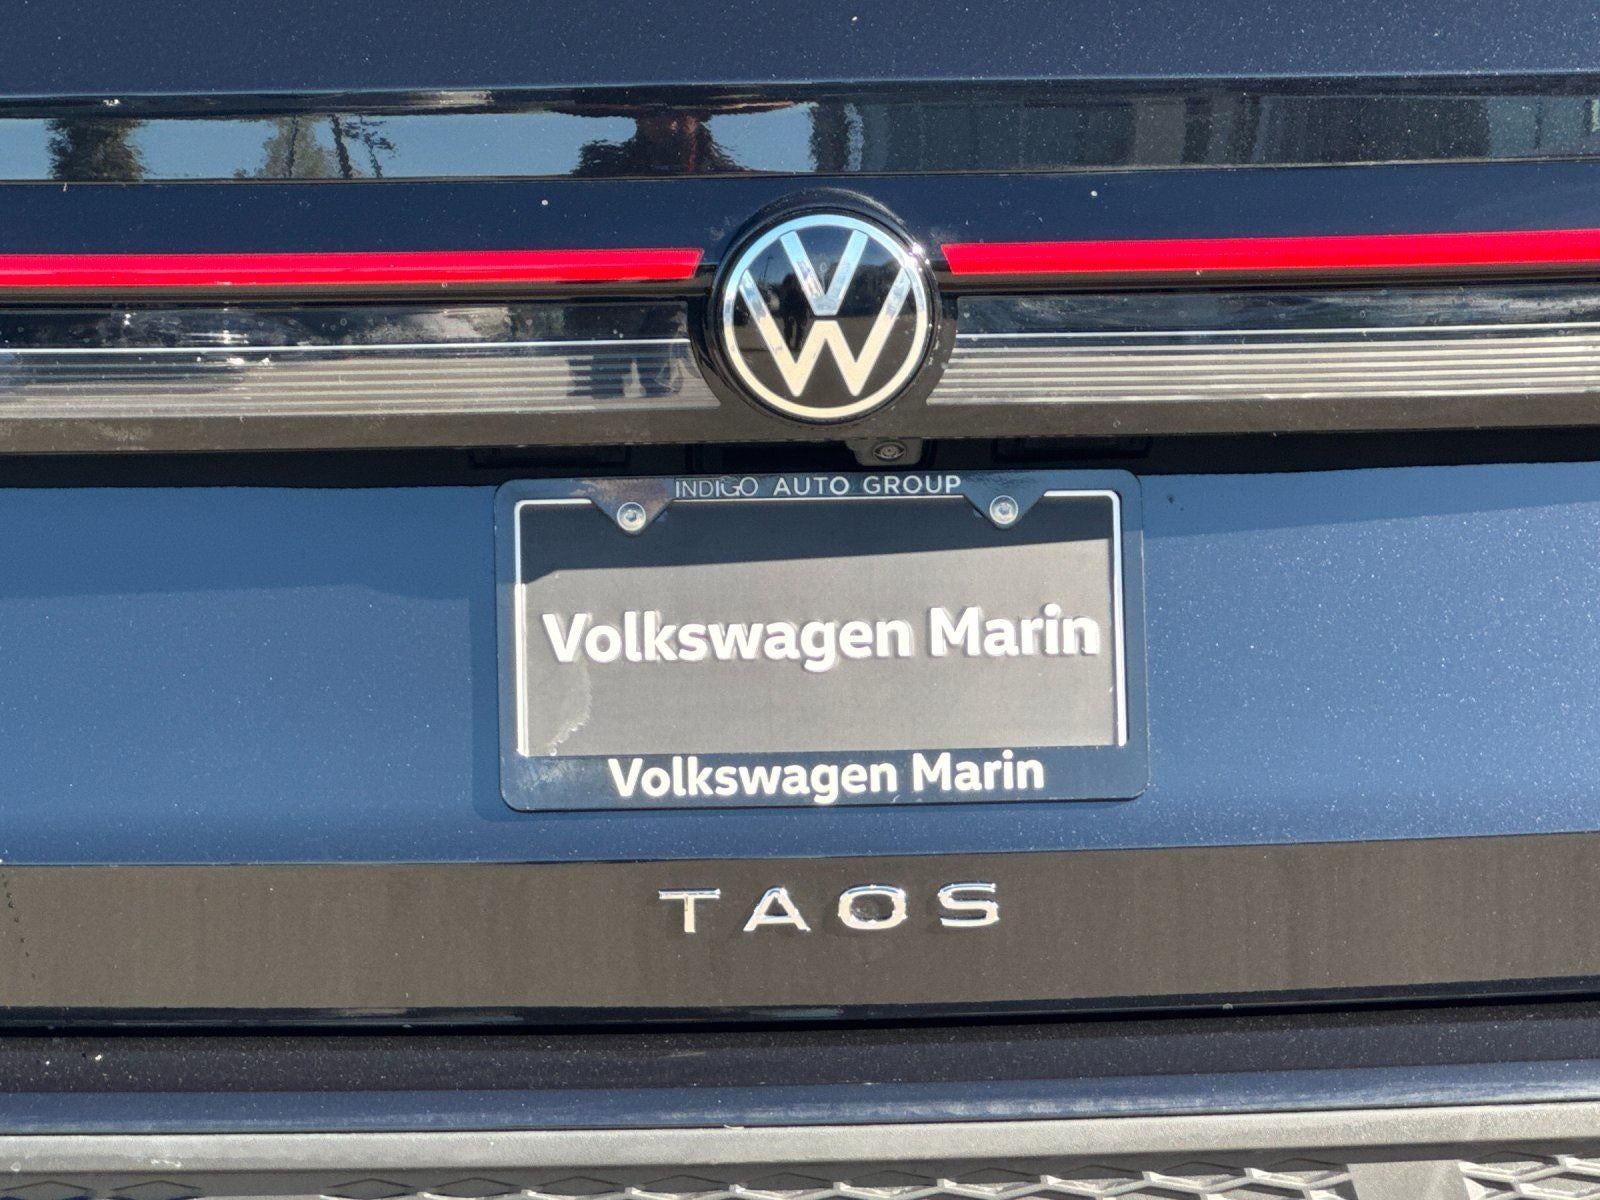 INDIGO AUTO GROUP
Volkswagen Marin
Volkswagen Marin
TAOS